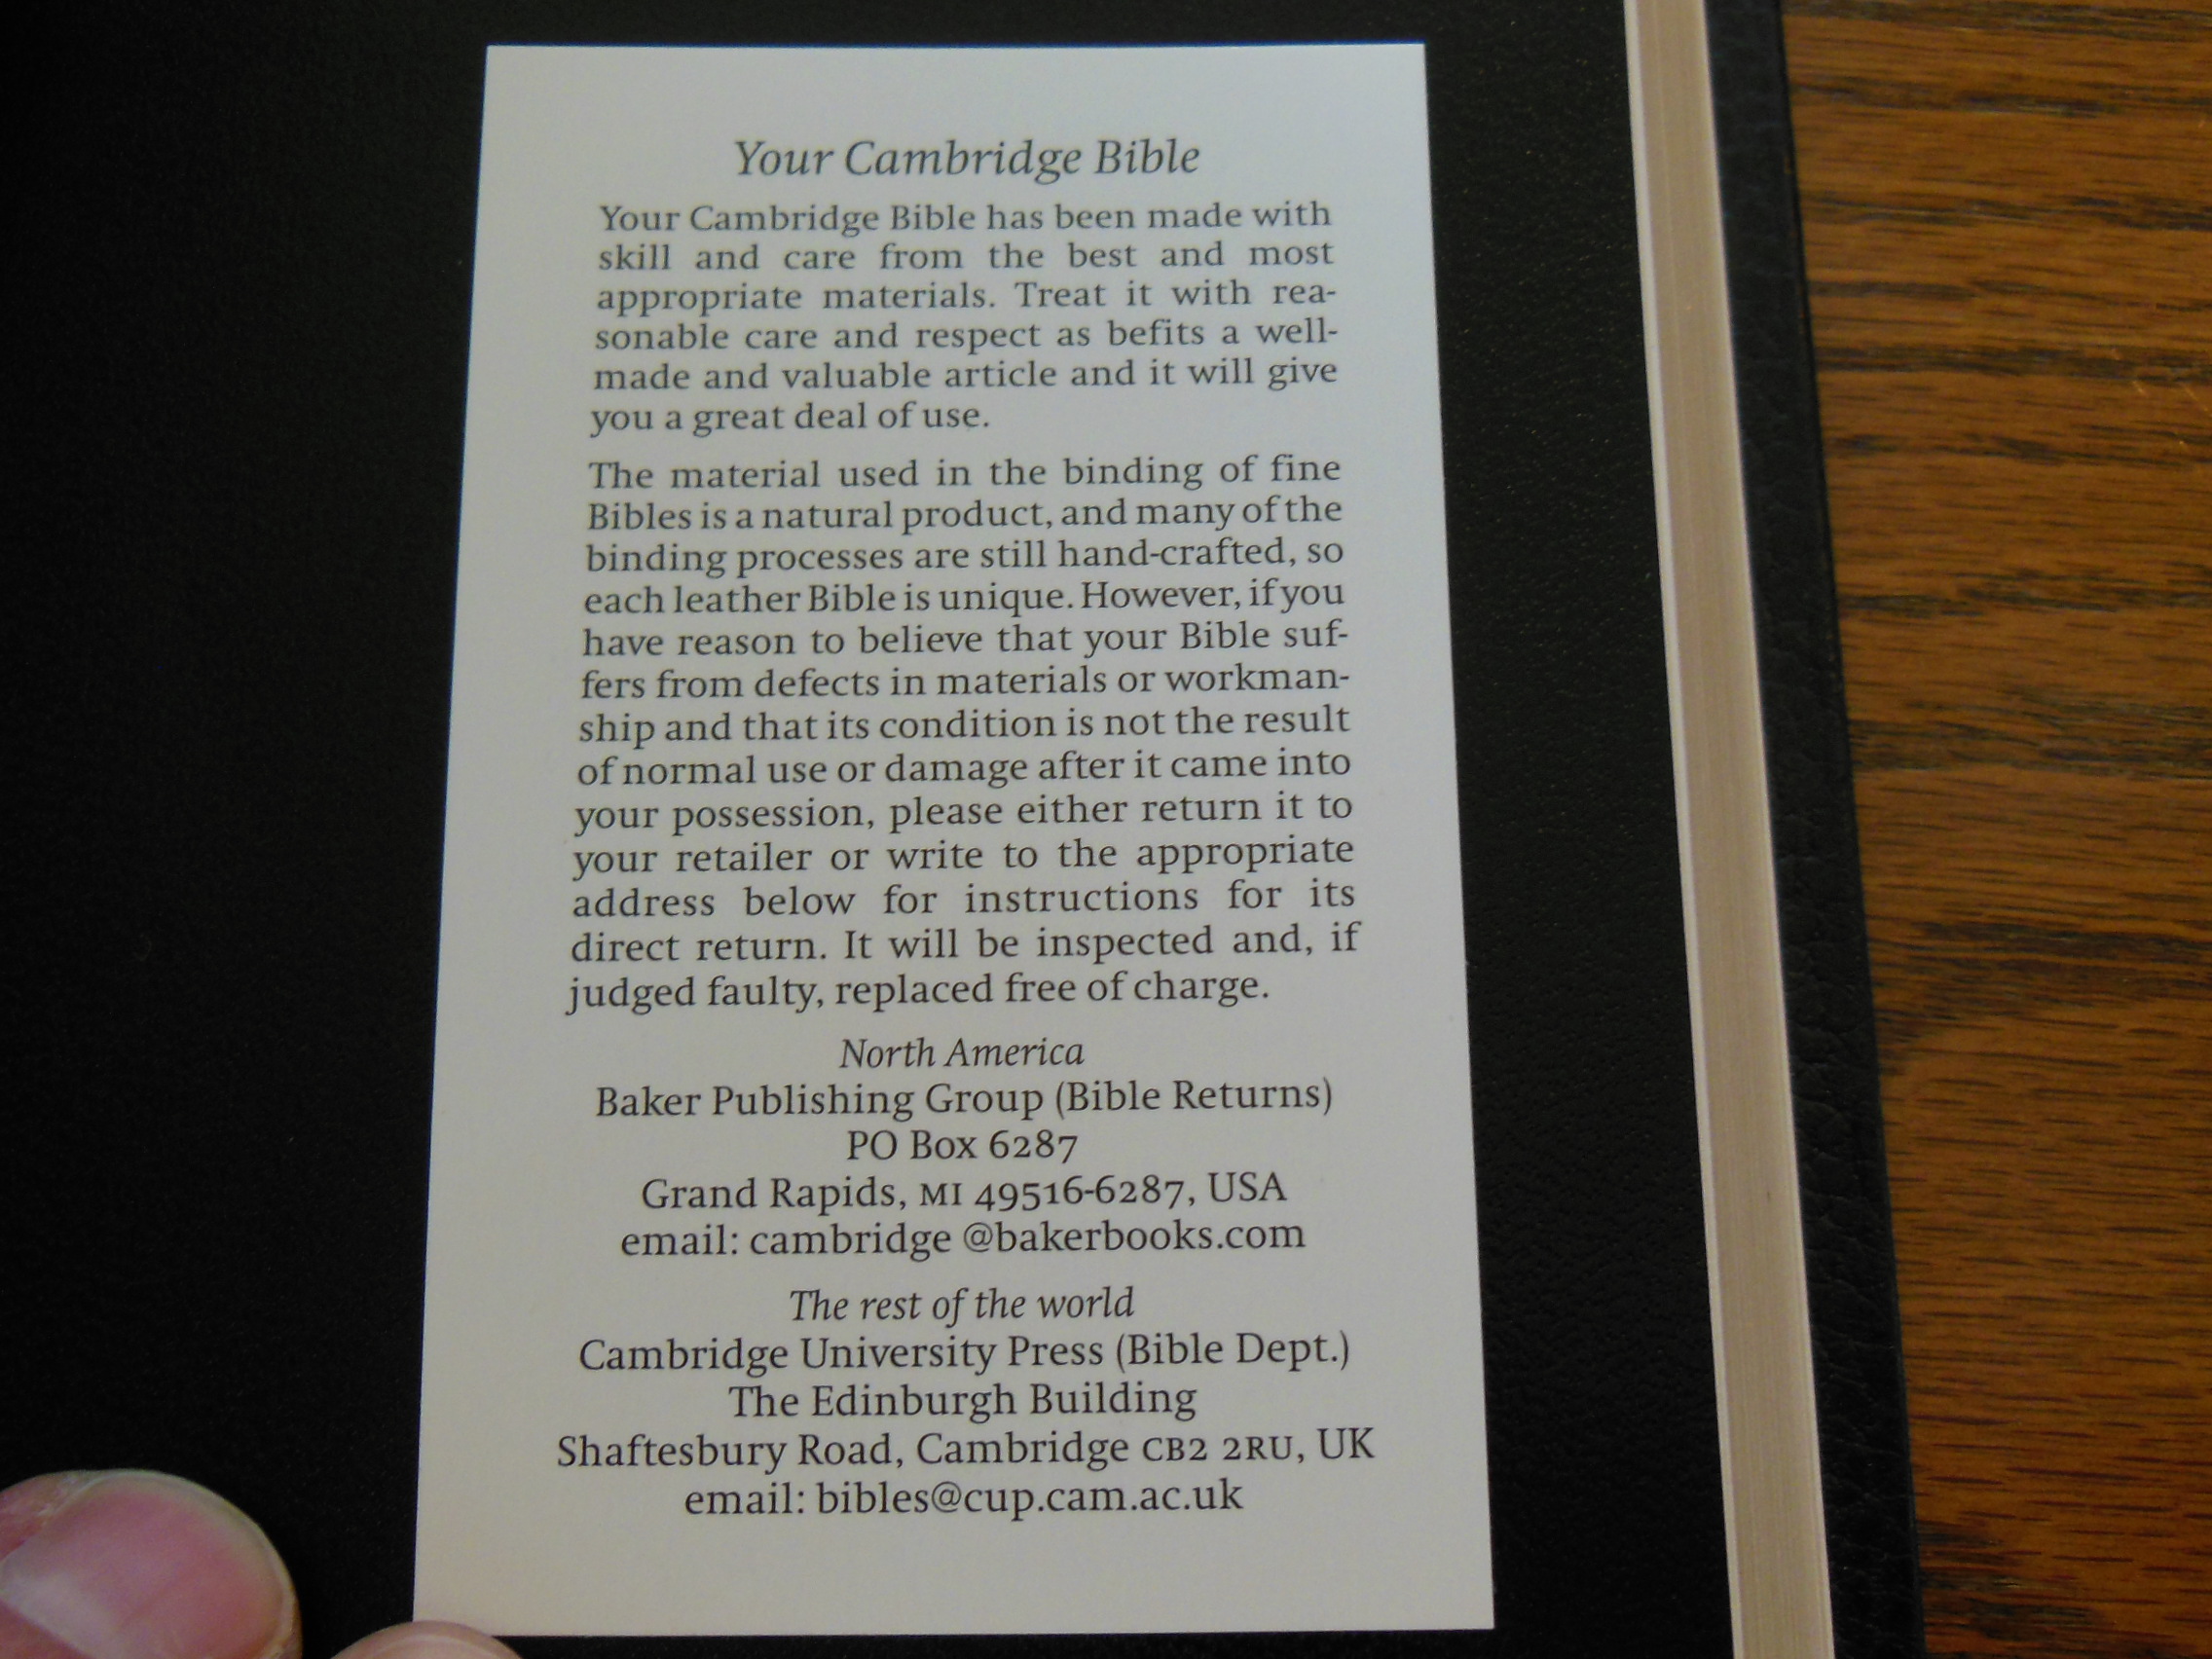 Your Cambridge Bible
Your Cambridge Bible has been made with
skill and care from the best and most
appropriate materials. Treat it with rea-
sonable care and respect as befits a well-
made and valuable article and it will give
you a great deal of use.
The material used in the binding of fine
Bibles is a natural product, and many of the
binding processes are still hand-crafted, so
each leather Bible is unique. However, if you
have reason to believe that your Bible suf-
fers from defects in materials or workman-
ship and that its condition is not the result
of normal use or damage after it came into
your possession, please either return it to
your retailer or write to the appropriate
address below for instructions for its
direct return. It will be inspected and, if
judged faulty, replaced free of charge.
North America
Baker Publishing Group (Bible Returns)
PO Box 6287
Grand Rapids, MI 49516-6287, USA
email: cambridge @bakerbooks.com
The rest of the world
Cambridge University Press (Bible Dept.)
The Edinburgh Building
Shaftesbury Road, Cambridge CB2 2RU, UK
email: bibles@cup.cam.ac.uk